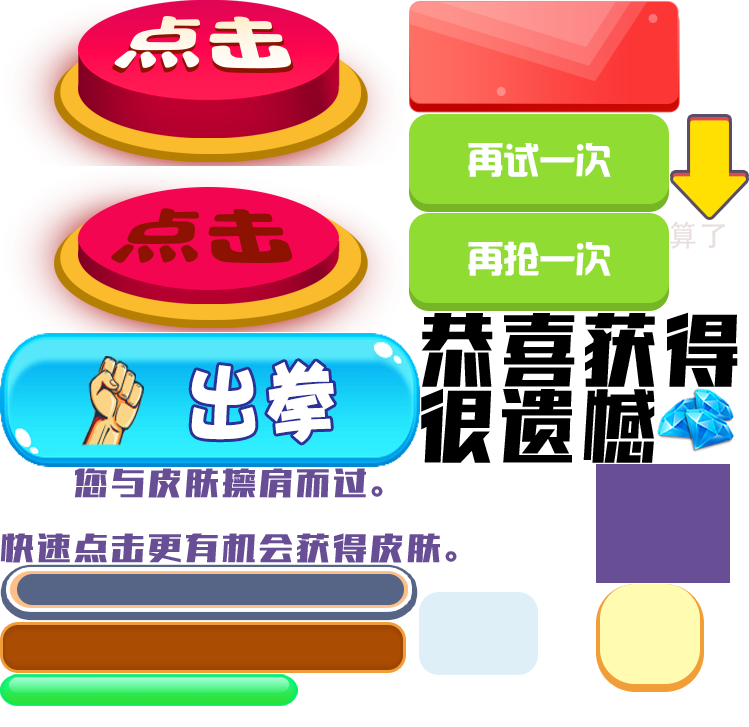 点击
再试一次
算了
点击
再抢一次
恭喜获得
很遗憾
出拳
您与皮肤擦肩而过。
快速点击更有机会获得皮肤。